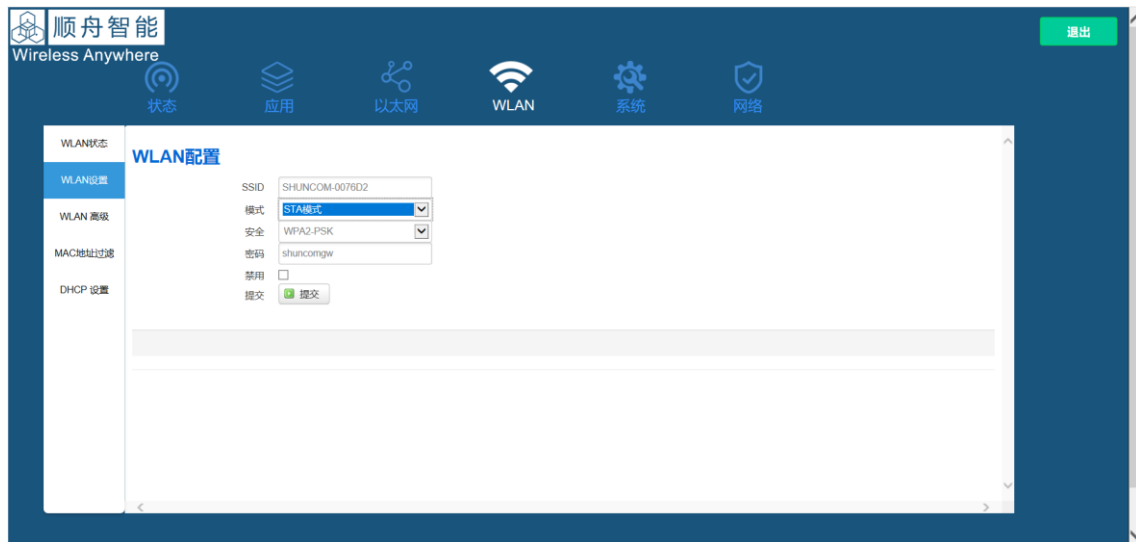 顺舟智能
Wireless Anywhere
退出
状态
应用
以太网
WLAN
系统
网络
WLAN状态
WLAN设置
WLAN 高级
MAC地址过滤
DHCP 设置
WLAN配置
SSID SHUNCOM-0076D2
模式 STA模式
安全 WPA2-PSK
密码 shuncomgw
禁用
提交 提交